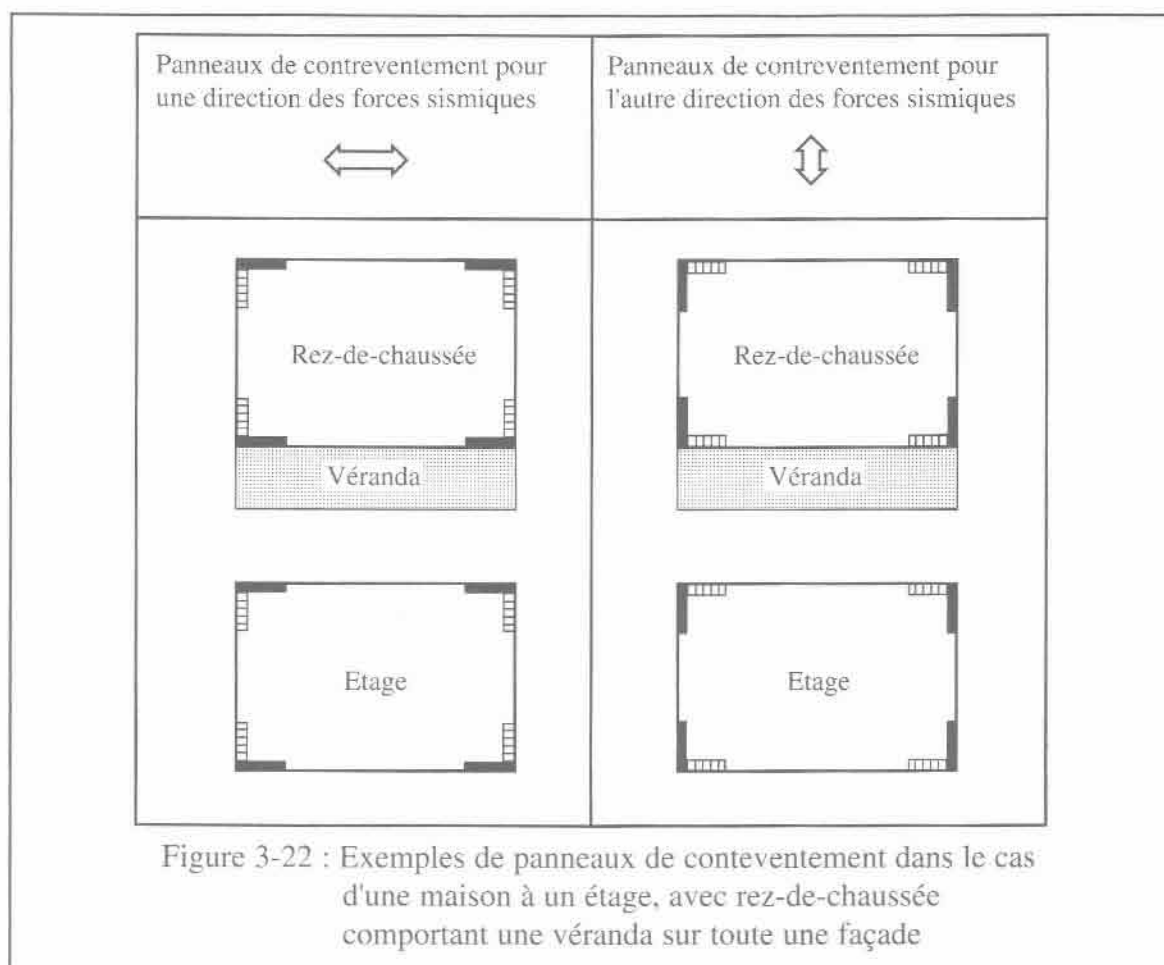 Panneaux de contreventement pour
une direction des forces sismiques
Panneaux de contreventement pour
l'autre direction des forces sismiques
Rez-de-chaussée
Véranda
Rez-de-chaussée
Véranda
Etage
Etage
Figure 3-22 : Exemples de panneaux de conteventement dans le cas
d'une maison à un étage, avec rez-de-chaussée
comportant une véranda sur toute une façade